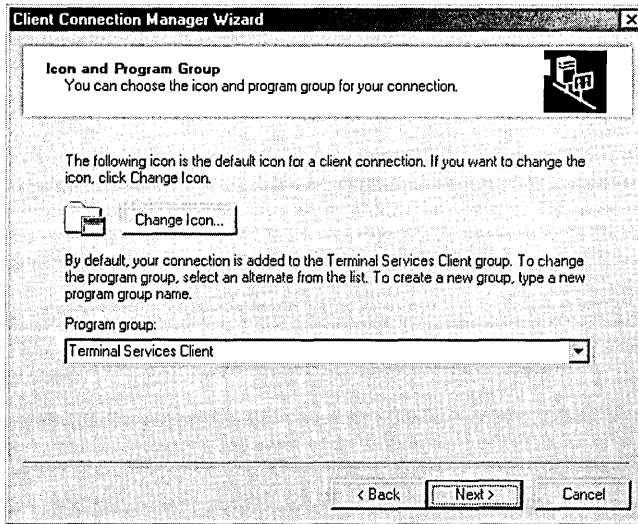 Client Connection Manager Wizard
Icon and Program Group
You can choose the icon and program group for your connection.
The following icon is the default icon for a client connection. If you want to change the
icon, click Change Icon.
Change Icon...
By default, your connection is added to the Terminal Services Client group. To change
the program group, select an alternate from the list. To create a new group, type a new
program group name.
Program group:
Terminal Services Client
< Back
Next >
Cancel